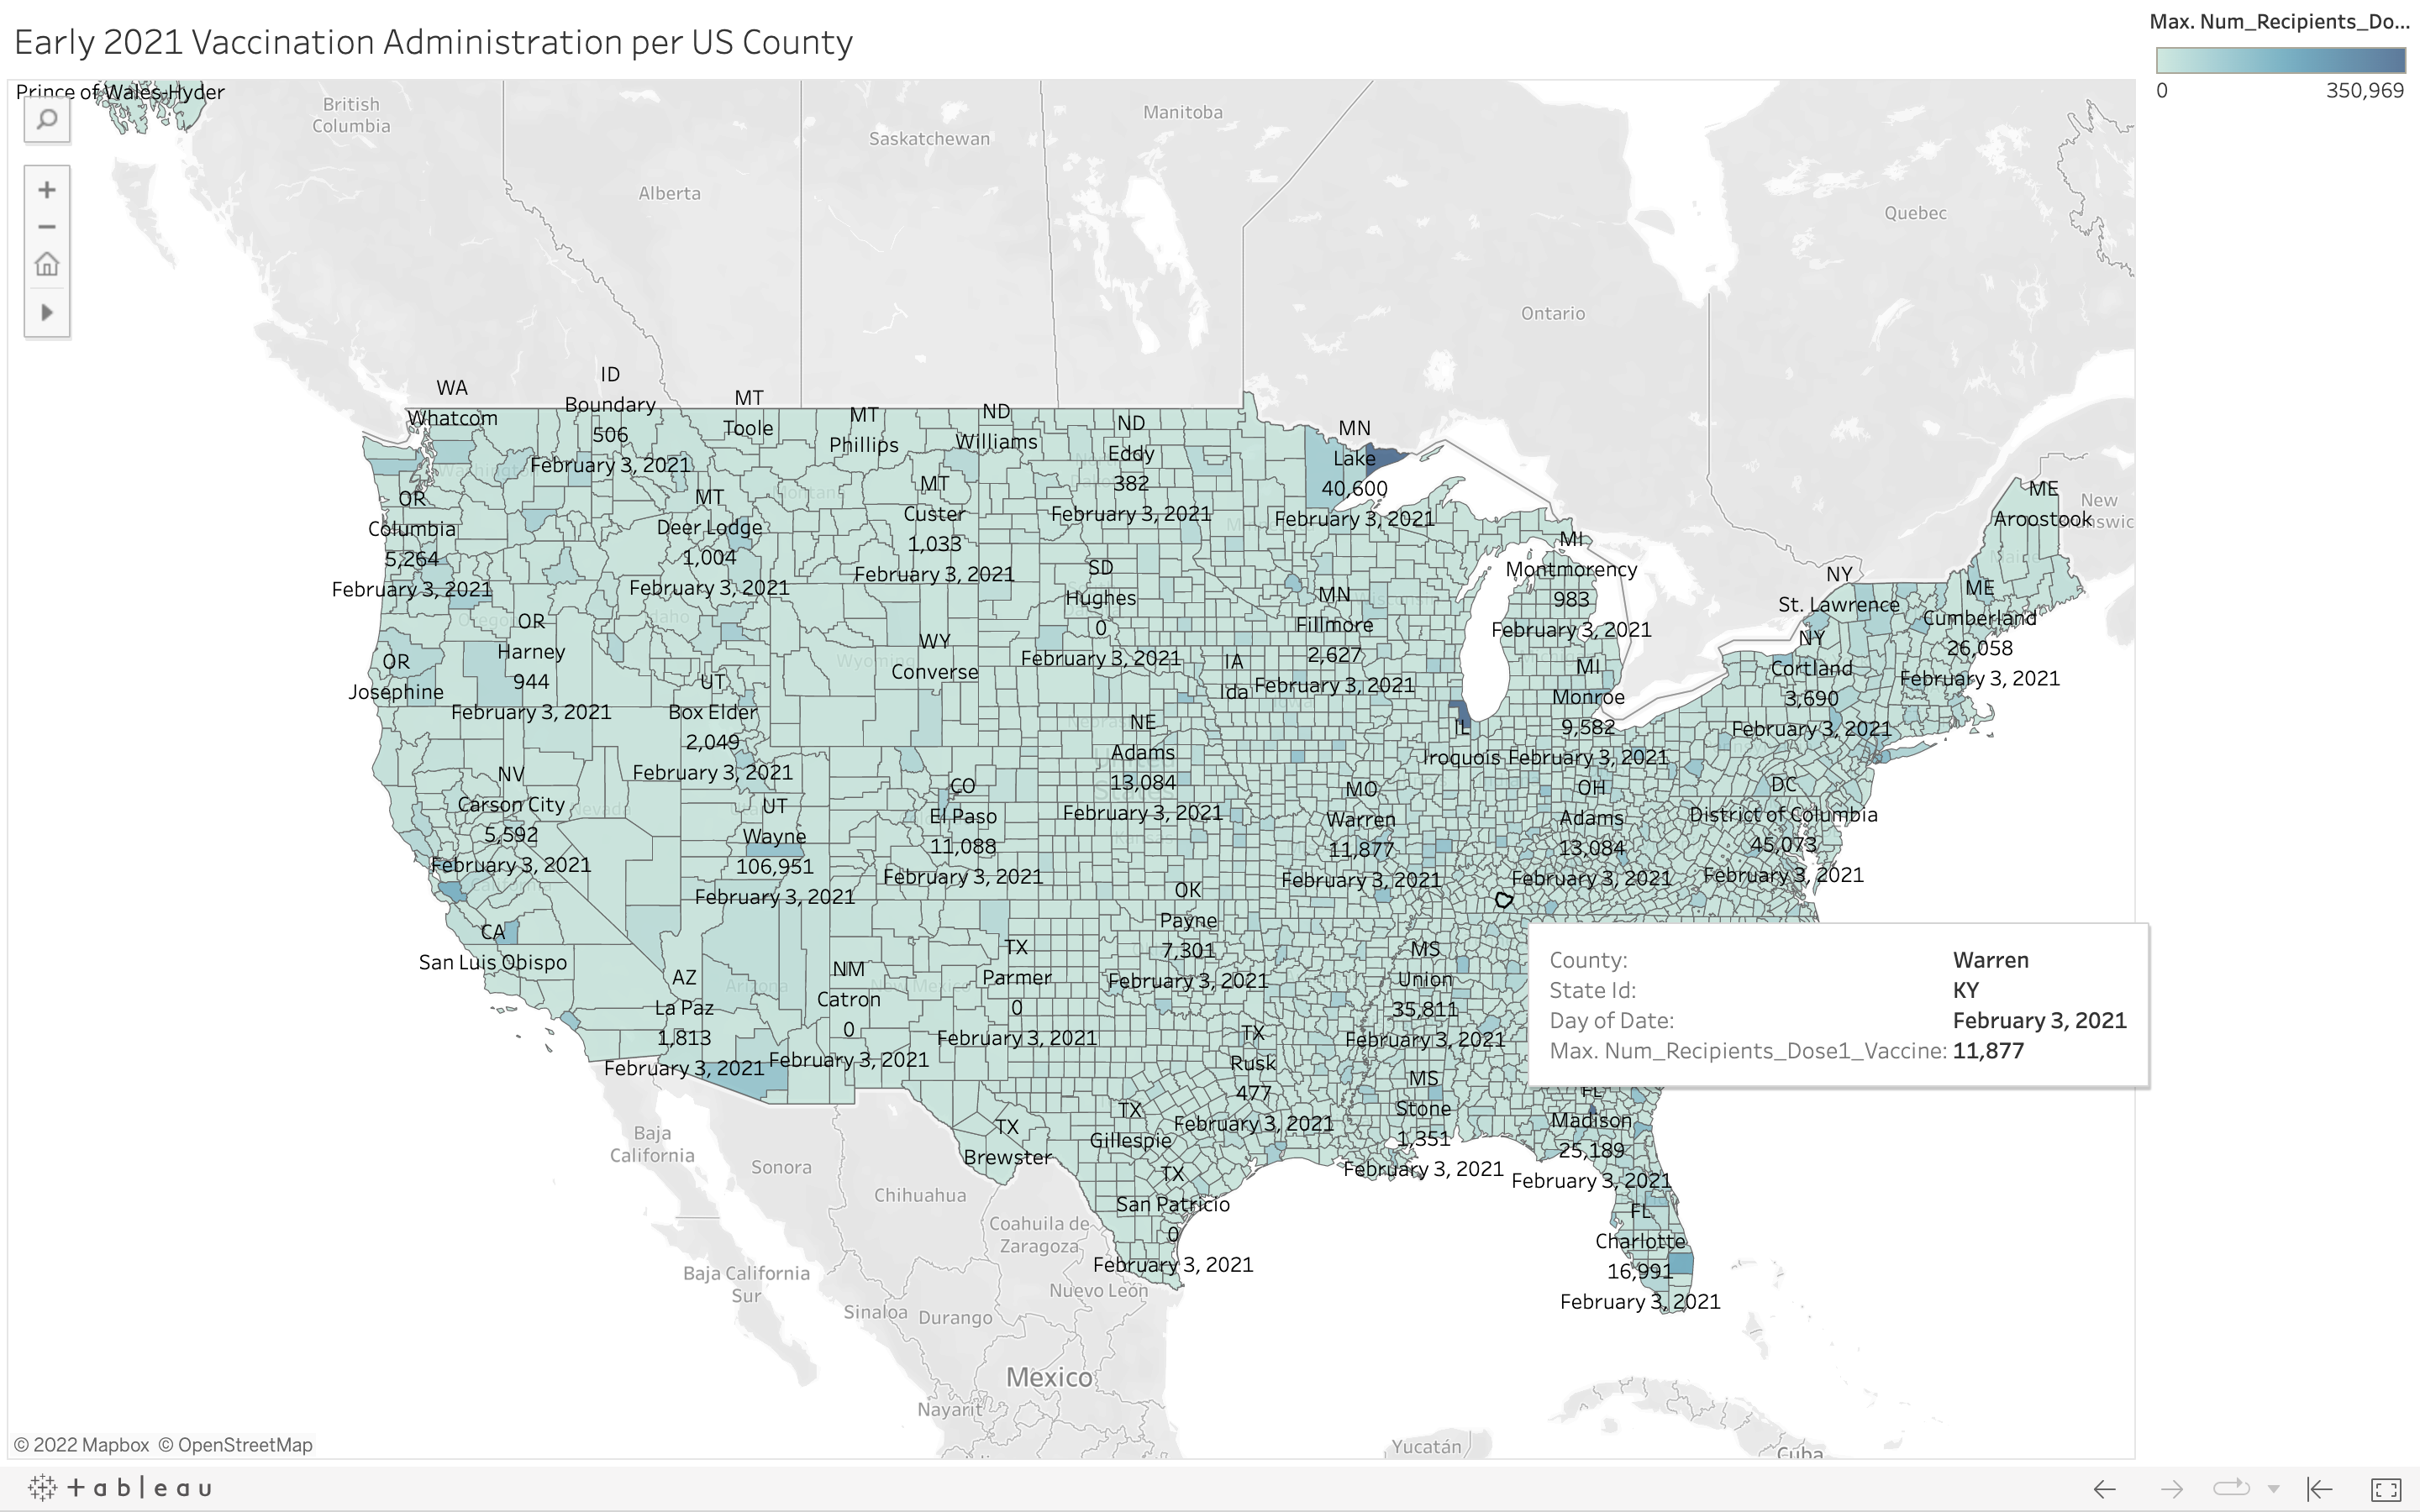 Early 2021 Vaccination Administration per US County
Max. Num_Recipients_Do...
0
350,969
Prince of Wales-Hyder
British
Columbia
Alberta
Saskatchewan
Manitoba
Ontario
Quebec
New
WA
Whatcom
ID
Boundary
506
February 3, 2021
MT
Toole
MT
Phillips
ND
Williams
ND
Eddy
382
February 3, 2021
MN
Lake
40,600
February 3, 2021
ME
Aroostook
Maine
Washington
Montana
OR
Columbia
5,264
February 3, 2021
MT
Deer Lodge
1,004
February 3, 2021
MT
Custer
1,033
February 3, 2021
SD
Hughes
0
February 3, 2021
MN
Fillmore
2,627
February 3, 2021
MI
Montmorency
983
February 3, 2021
NY
St. Lawrence
ME
Cumberland
26,058
February 3, 2021
Oregon
Idaho
Wyoming
OR
Harney
944
February 3, 2021
OR
Josephine
UT
Box Elder
2,049
February 3, 2021
WY
Converse
IA
Ida
Iowa
MI
Monroe
9,582
February 3, 2021
NY
Cortland
3,690
February 3, 2021
NE
Adams
13,084
February 3, 2021
IL
Iroquois
NV
Carson City
5,592
February 3, 2021
Nevada
UT
Wayne
106,951
February 3, 2021
CO
El Paso
11,088
February 3, 2021
MO
Warren
11,877
February 3, 2021
OH
Adams
13,084
February 3, 2021
DC
District of Columbia
45,073
February 3, 2021
California
CA
San Luis Obispo
OK
Payne
7,301
February 3, 2021
AZ
La Paz
1,813
February 3, 2021
Arizona
NM
Catron
0
February 3, 2021
New Mexico
TX
Parmer
0
February 3, 2021
MS
Union
35,811
February 3, 2021
County: Warren
State Id: KY
Day of Date: February 3, 2021
Max. Num_Recipients_Dose1_Vaccine: 11,877
TX
Rusk
477
February 3, 2021
MS
Stone
1,351
February 3, 2021
FL
Madison
25,189
February 3, 2021
TX
Brewster
TX
Gillespie
TX
San Patricio
0
February 3, 2021
FL
Charlotte
16,991
February 3, 2021
Baja
California
Sonora
Chihuahua
Coahuila de
Zaragoza
Baja California
Sur
Nuevo León
Sinaloa
Durango
Mexico
Nayarit
Yucatán
Cuba
© 2022 Mapbox © OpenStreetMap
+ableau